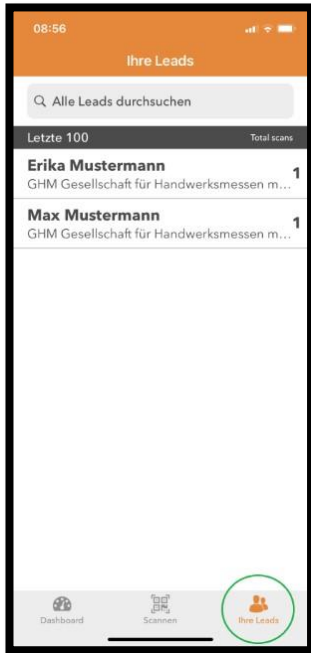 08:56
Ihre Leads
Alle Leads durchsuchen
Letzte 100 Total scans
Erika Mustermann 1
GHM Gesellschaft für Handwerksmessen m...
Max Mustermann 1
GHM Gesellschaft für Handwerksmessen m...
Dashboard Scannen Ihre Leads